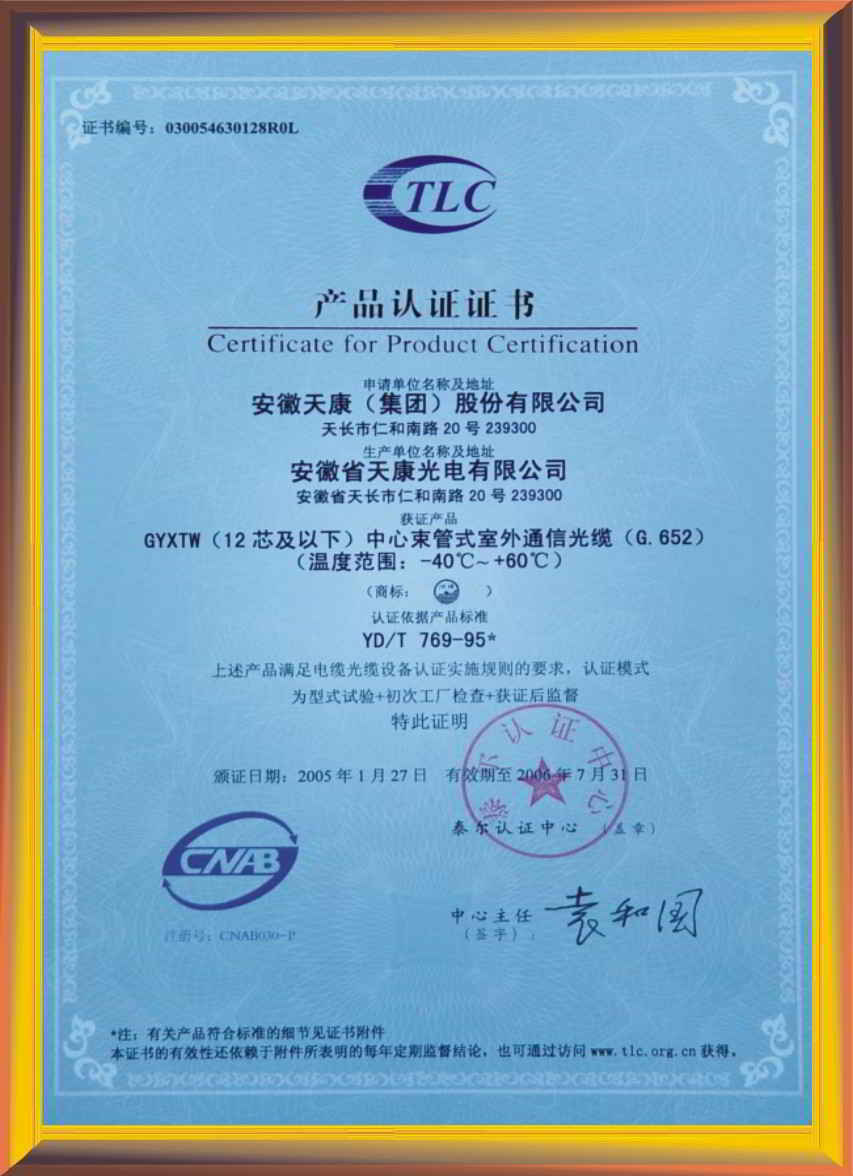 证书编号：030054630128R0L
TLC
产品认证证书
Certificate for Product Certification
申请单位名称及地址
安徽天康（集团）股份有限公司
天长市仁和南路 20 号 239300
生产单位名称及地址
安徽省天康光电有限公司
安徽省天长市仁和南路 20 号 239300
获证产品
GYXTW（12 芯及以下）中心束管式室外通信光缆（G.652）
（温度范围：-40℃~+60℃）
（商标： ）
认证依据产品标准
YD/T 769-95*
上述产品满足电缆光缆设备认证实施规则的要求，认证模式
为型式试验+初次工厂检查+获证后监督
特此证明
颁证日期：2005 年 1 月 27 日 有效期至 2006 年 7 月 31 日
泰尔认证中心
泰尔认证中心 （盖章）
CNAB
注册号：CNAB030-P
中心主任 袁和国
（签字）：
*注：有关产品符合标准的细节见证书附件
本证书的有效性还依赖于附件所表明的每年定期监督结论，也可通过访问 www.tlc.org.cn 获得。